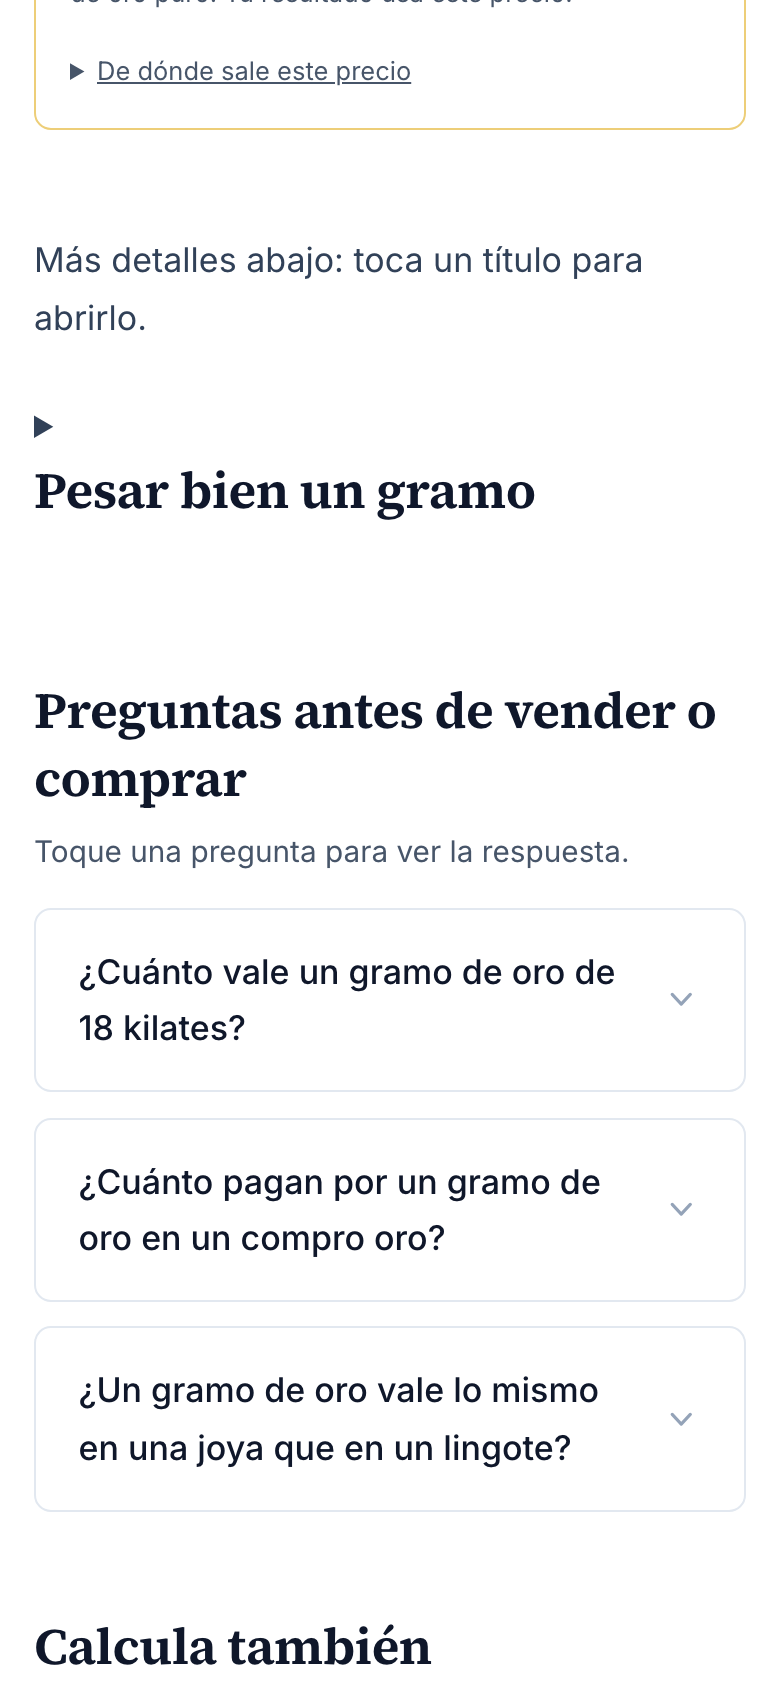 De dónde sale este precio
Más detalles abajo: toca un título para
abrirlo.
Pesar bien un gramo
Preguntas antes de vender o
comprar
Toque una pregunta para ver la respuesta.
¿Cuánto vale un gramo de oro de
18 kilates?
¿Cuánto pagan por un gramo de
oro en un compro oro?
¿Un gramo de oro vale lo mismo
en una joya que en un lingote?
Calcula también